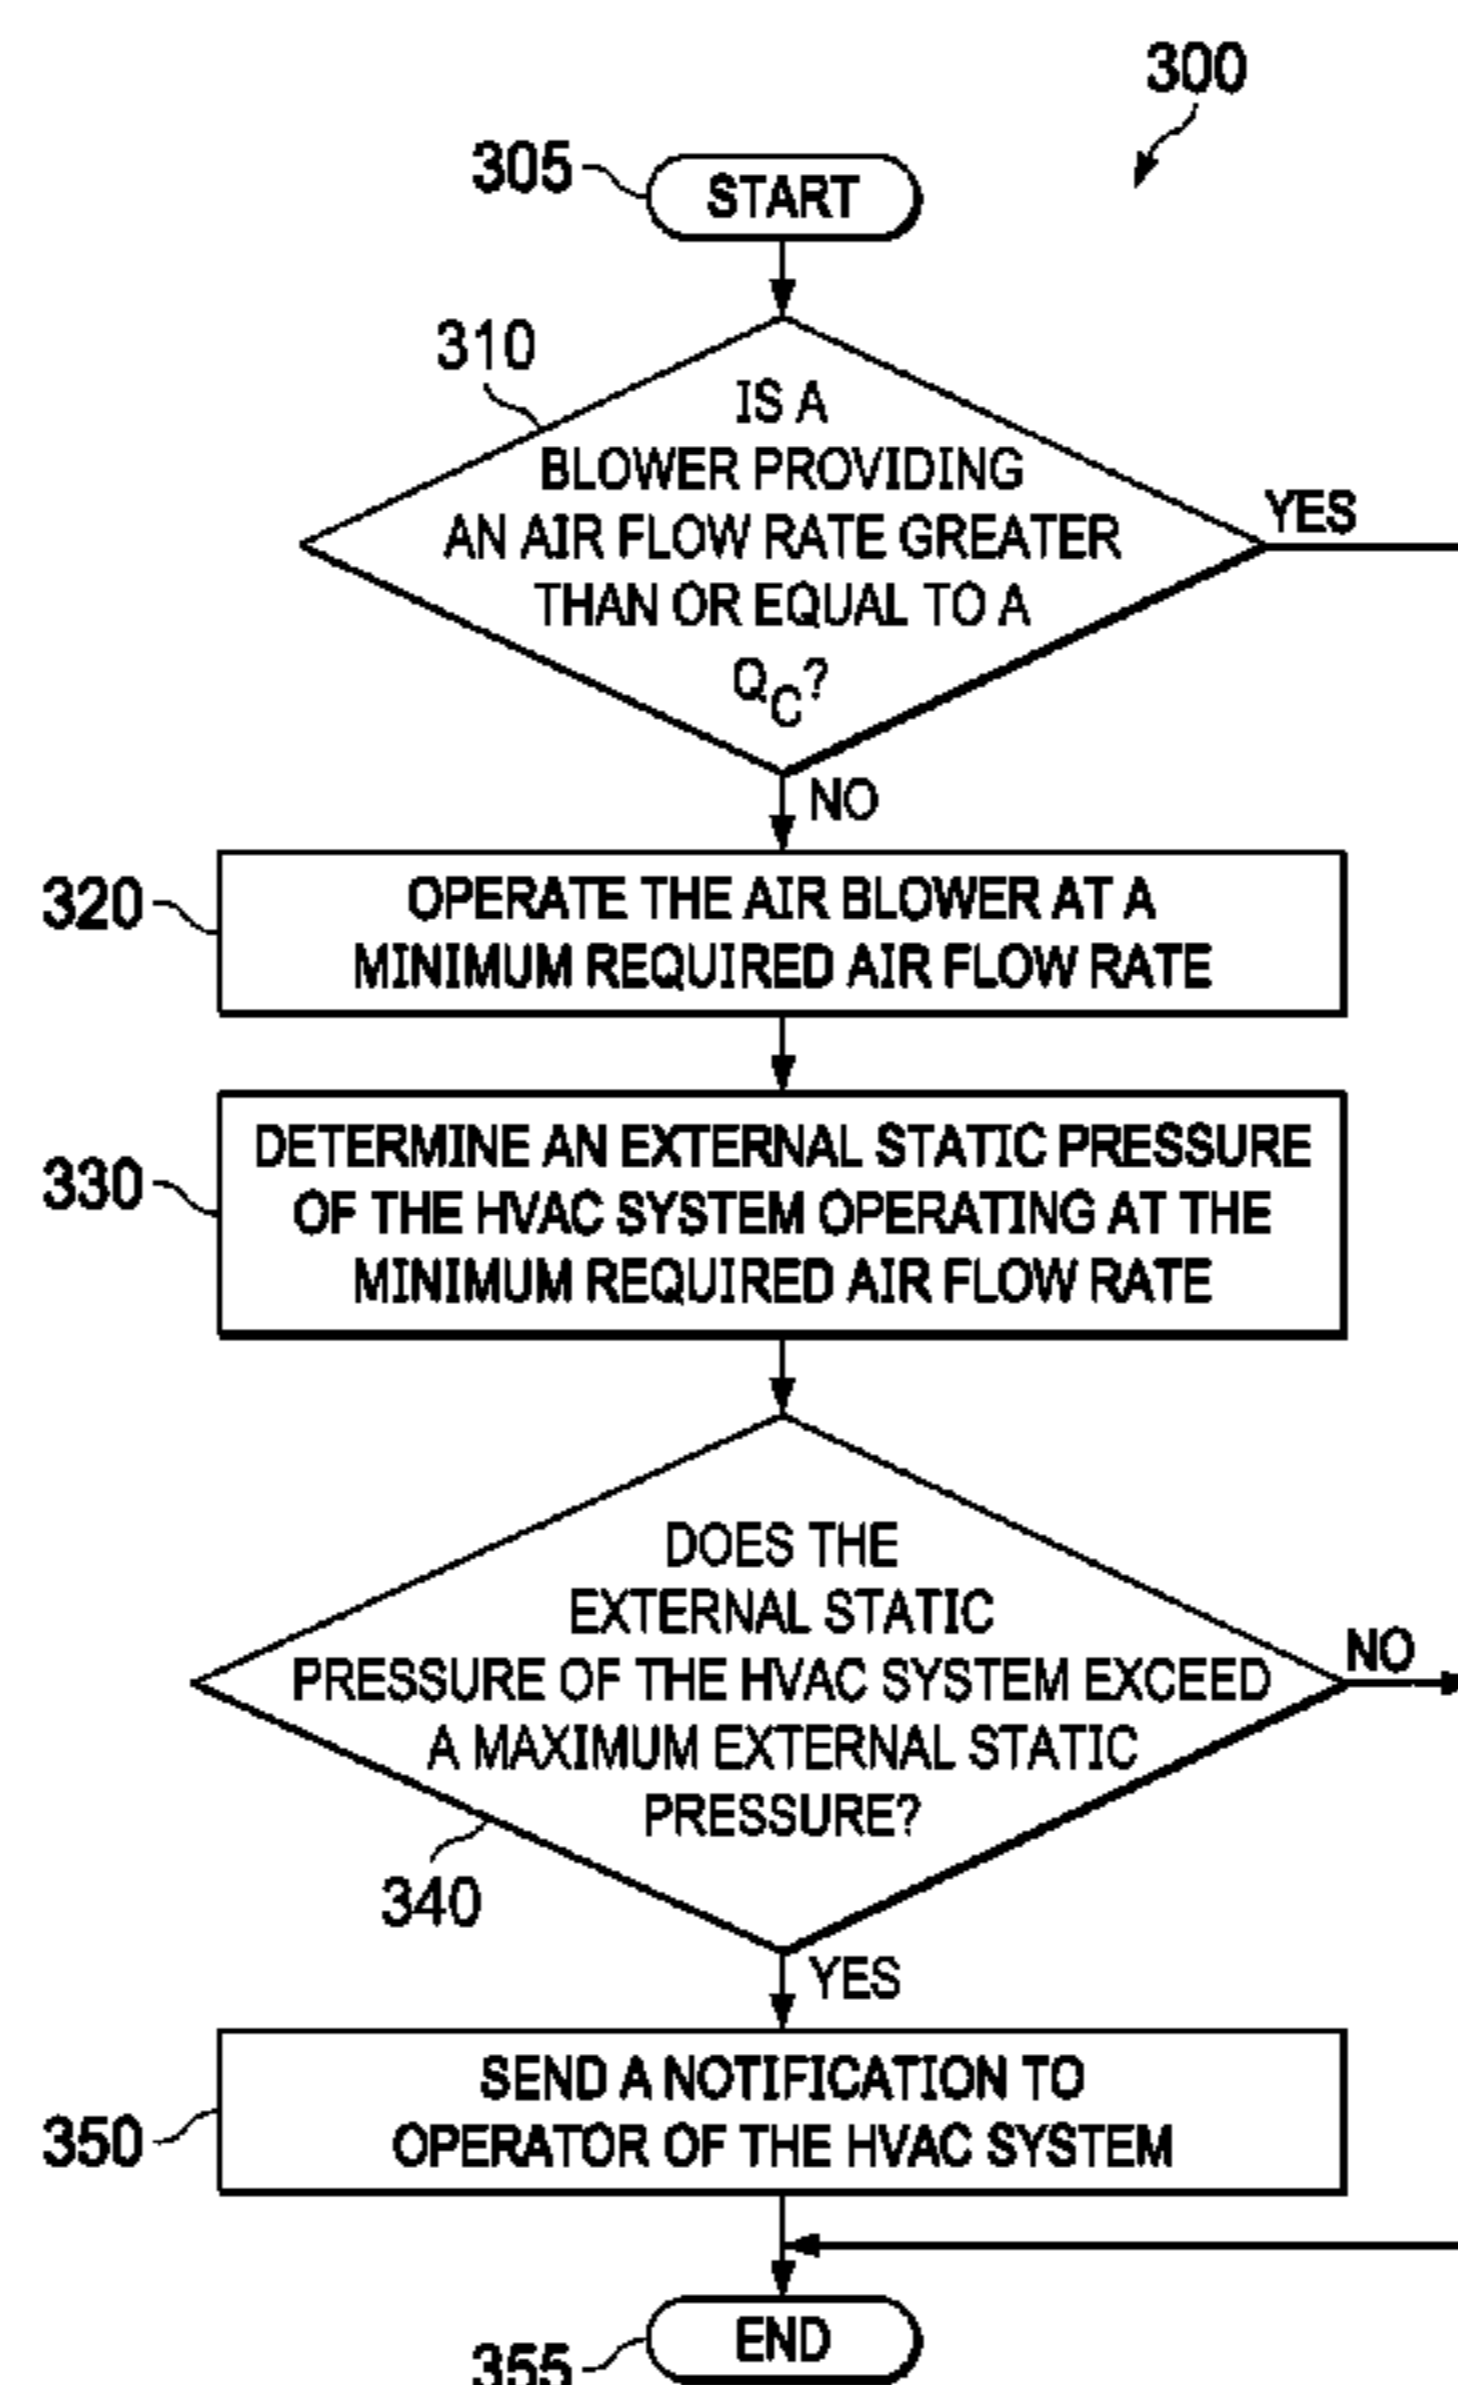 300
305
START
310
IS A
BLOWER PROVIDING
AN AIR FLOW RATE GREATER
THAN OR EQUAL TO A
QC?
YES
NO
320
OPERATE THE AIR BLOWER AT A
MINIMUM REQUIRED AIR FLOW RATE
330
DETERMINE AN EXTERNAL STATIC PRESSURE
OF THE HVAC SYSTEM OPERATING AT THE
MINIMUM REQUIRED AIR FLOW RATE
DOES THE
EXTERNAL STATIC
PRESSURE OF THE HVAC SYSTEM EXCEED
A MAXIMUM EXTERNAL STATIC
PRESSURE?
NO
340
YES
350
SEND A NOTIFICATION TO
OPERATOR OF THE HVAC SYSTEM
END
355